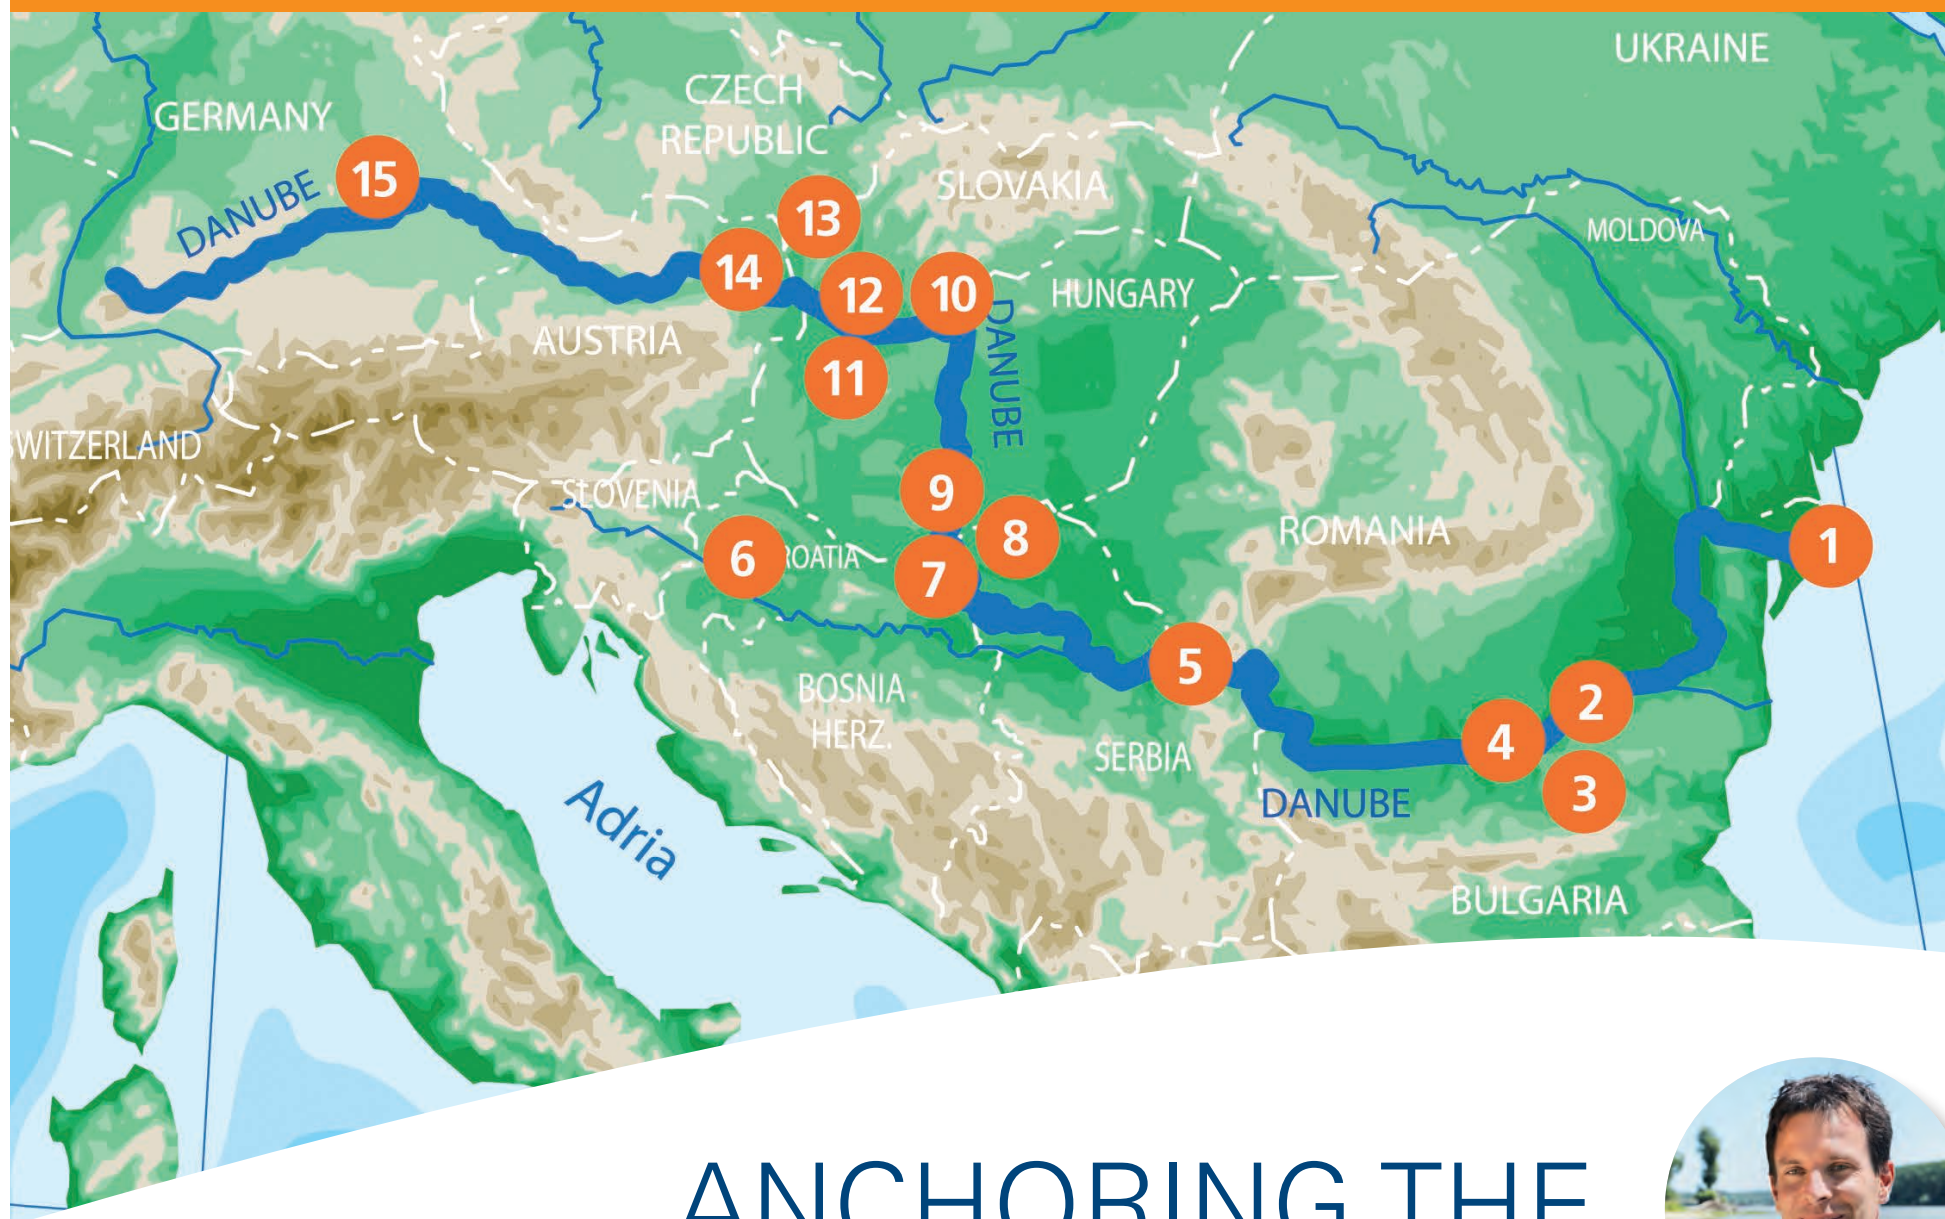 UKRAINE
CZECH
REPUBLIC
GERMANY
15
DANUBE
SLOVAKIA
13
MOLDOVA
14
12
10
HUNGARY
DANUBE
AUSTRIA
11
SWITZERLAND
SLOVENIA
9
8
ROMANIA
1
6
ROATIA
7
5
BOSNIA
HERZ.
2
4
SERBIA
3
DANUBE
Adria
BULGARIA
ANCHORING THE